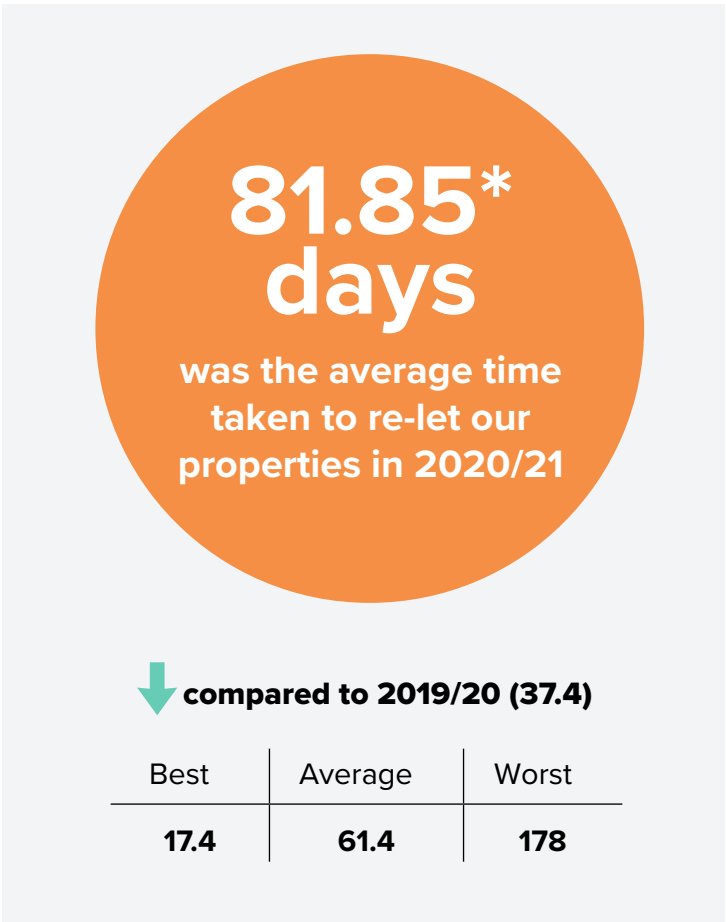 81.85*
days
was the average time
taken to re-let our
properties in 2020/21
compared to 2019/20 (37.4)
Best Average Worst
17.4 61.4 178